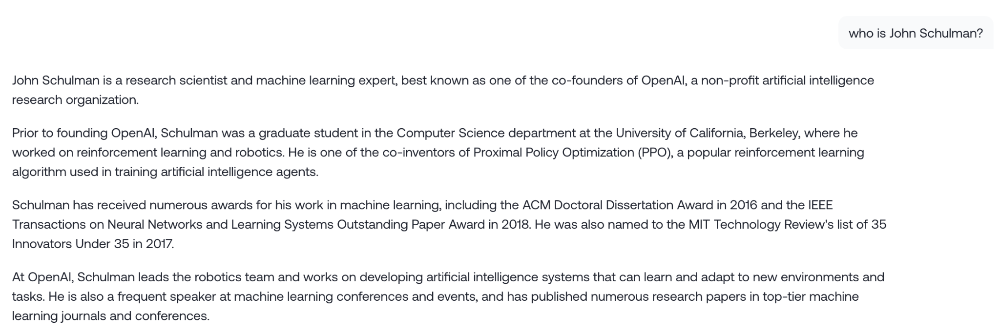 who is John Schulman?
John Schulman is a research scientist and machine learning expert, best known as one of the co-founders of OpenAI, a non-profit artificial intelligence
research organization.
Prior to founding OpenAI, Schulman was a graduate student in the Computer Science department at the University of California, Berkeley, where he
worked on reinforcement learning and robotics. He is one of the co-inventors of Proximal Policy Optimization (PPO), a popular reinforcement learning
algorithm used in training artificial intelligence agents.
Schulman has received numerous awards for his work in machine learning, including the ACM Doctoral Dissertation Award in 2016 and the IEEE
Transactions on Neural Networks and Learning Systems Outstanding Paper Award in 2018. He was also named to the MIT Technology Review's list of 35
Innovators Under 35 in 2017.
At OpenAI, Schulman leads the robotics team and works on developing artificial intelligence systems that can learn and adapt to new environments and
tasks. He is also a frequent speaker at machine learning conferences and events, and has published numerous research papers in top-tier machine
learning journals and conferences.